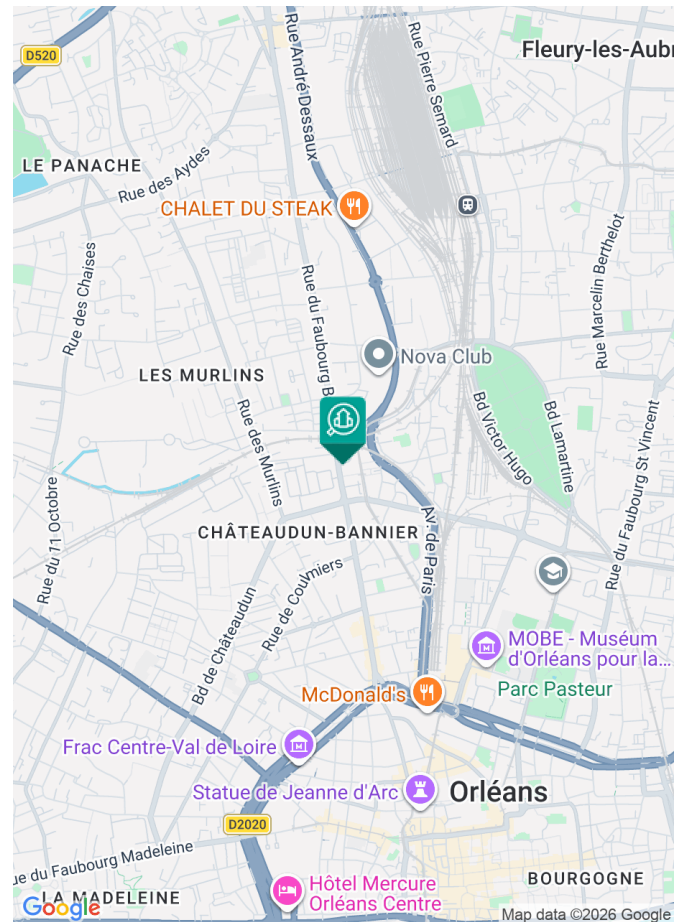 D520
Fleury-les-Aubr
Rue André Dessaux
Rue Pierre Semard
LE PANACHE
Rue des Aydes
CHALET DU STEAK
Rue des Chaises
Rue du Faubourg B
Rue Marcelin Berthelot
Nova Club
LES MURLINS
Rue des Murlins
Bd Victor Hugo
Bd Lamartine
Rue du Faubourg St Vincent
Rue du 11 Octobre
CHÂTEAUDUN-BANNIER
Av. de Paris
Rue de Coulmiers
Bd de Châteaudun
MOBE - Muséum
d'Orléans pour la...
Parc Pasteur
McDonald's
Frac Centre-Val de Loire
Statue de Jeanne d'Arc
Orléans
D2020
ue du Faubourg Madeleine
Hôtel Mercure
Orléans Centre
BOURGOGNE
LA MADELEINE
Google
Map data ©2026 Google